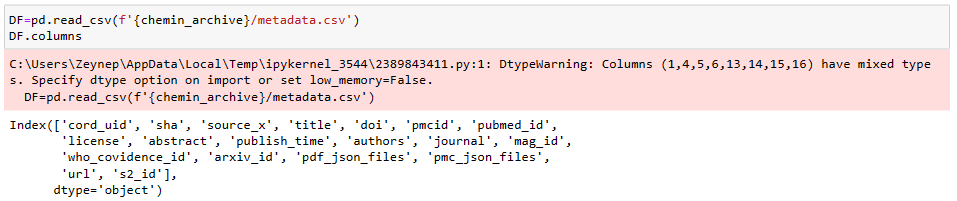 DF=pd.read_csv(f'{chemin_archive}/metadata.csv')
DF.columns
C:\Users\Zeynep\AppData\Local\Temp\ipykernel_3544\2389843411.py:1: DtypeWarning: Columns (1,4,5,6,13,14,15,16) have mixed type
s. Specify dtype option on import or set low_memory=False.
  DF=pd.read_csv(f'{chemin_archive}/metadata.csv')
Index(['cord_uid', 'sha', 'source_x', 'title', 'doi', 'pmcid', 'pubmed_id',
       'license', 'abstract', 'publish_time', 'authors', 'journal', 'mag_id',
       'who_covidence_id', 'arxiv_id', 'pdf_json_files', 'pmc_json_files',
       'url', 's2_id'],
      dtype='object')